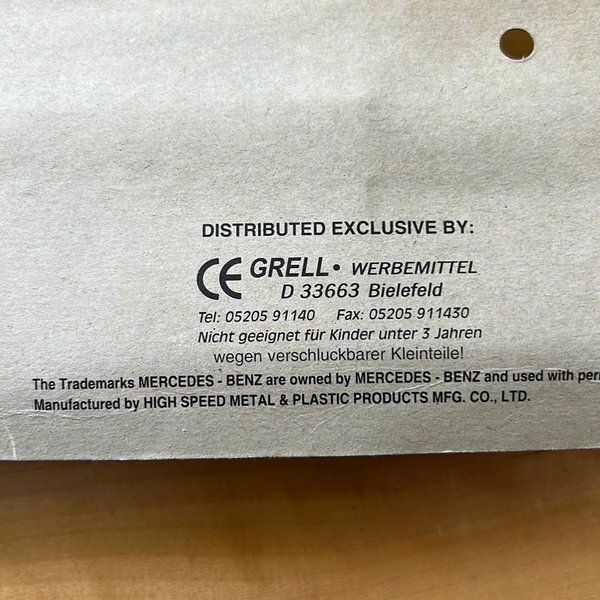 DISTRIBUTED EXCLUSIVE BY:
CE GRELL • WERBEMITTEL
D 33663 Bielefeld
Tel: 05205 91140 Fax: 05205 911430
Nicht geeignet für Kinder unter 3 Jahren
wegen verschluckbarer Kleinteile!
The Trademarks MERCEDES - BENZ are owned by MERCEDES - BENZ and used with
Manufactured by HIGH SPEED METAL & PLASTIC PRODUCTS MFG. CO., LTD.